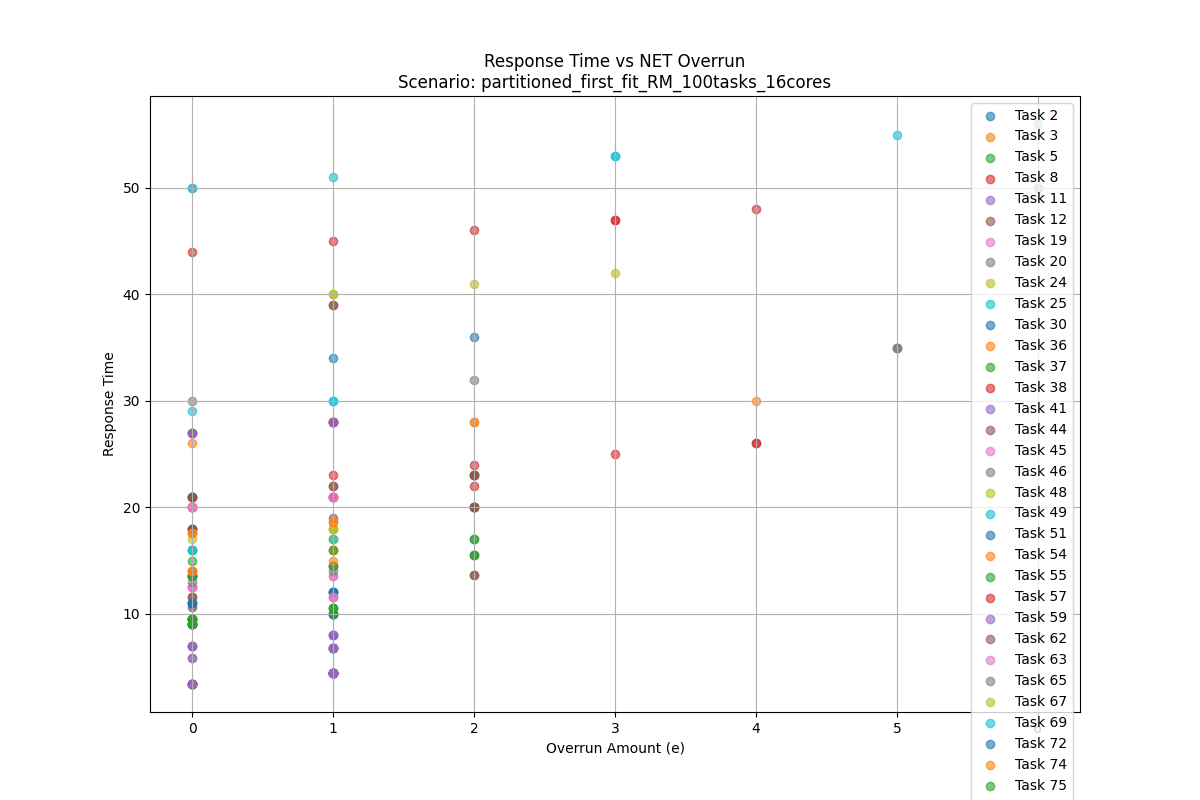 Response Time vs NET Overrun
Scenario: partitioned_first_fit_RM_100tasks_16cores
Response Time
50
40
30
20
10
0
1
2
3
4
5
6
Overrun Amount (e)
Task 2
Task 3
Task 5
Task 8
Task 11
Task 12
Task 19
Task 20
Task 24
Task 25
Task 30
Task 36
Task 37
Task 38
Task 41
Task 44
Task 45
Task 46
Task 48
Task 49
Task 51
Task 54
Task 55
Task 57
Task 59
Task 62
Task 63
Task 65
Task 67
Task 69
Task 72
Task 74
Task 75